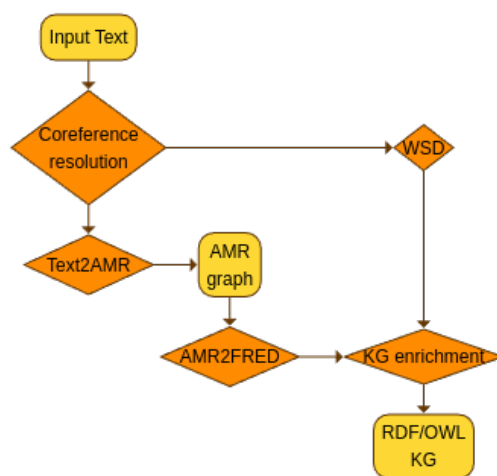 Input Text
Coreference
resolution
WSD
Text2AMR
AMR
graph
AMR2FRED
KG enrichment
RDF/OWL
KG